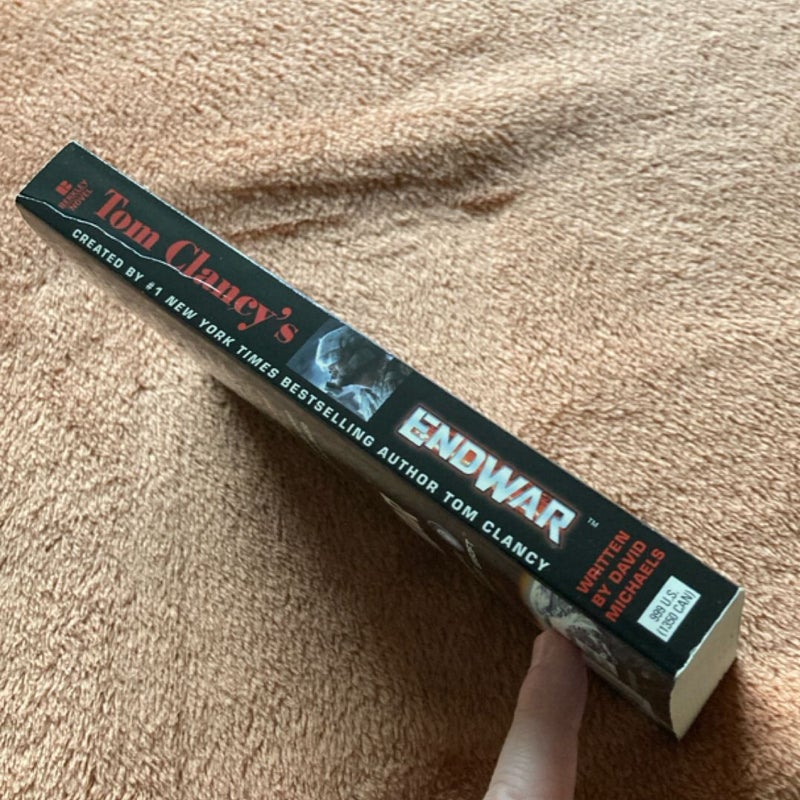 B
BERKLEY
NOVEL
Tom Clancy's
CREATED BY #1 NEW YORK TIMES BESTSELLING AUTHOR TOM CLANCY
ENDWAR™
WRITTEN
BY DAVID
MICHAELS
999 U.S.
(1350 CAN)